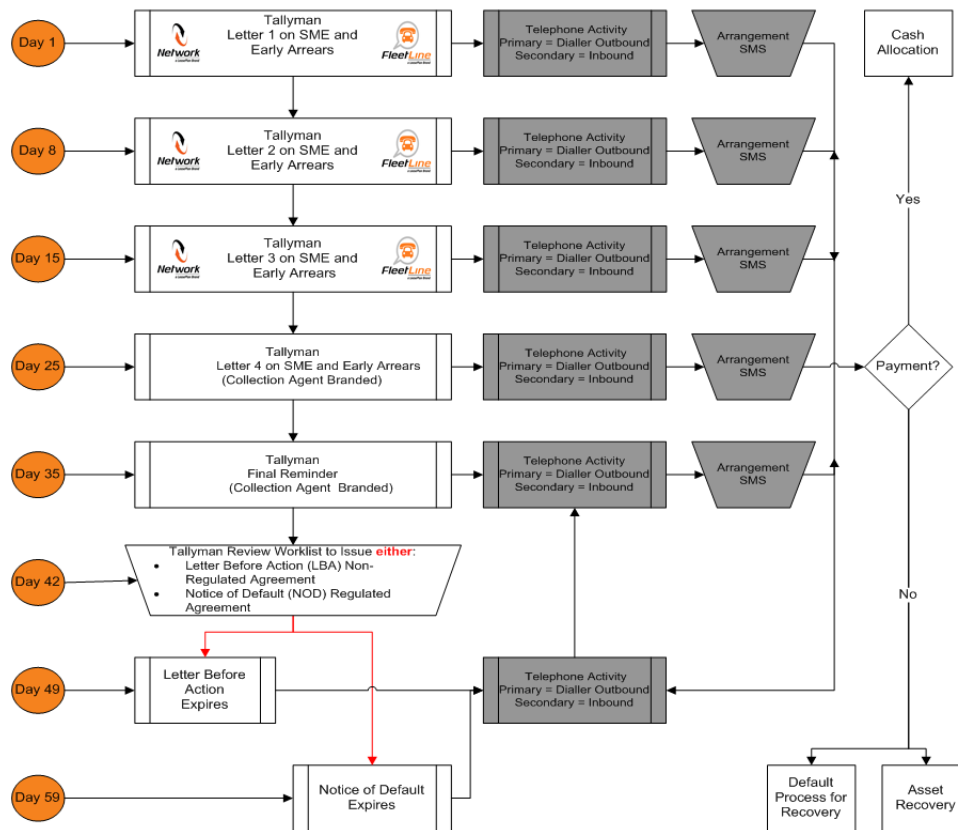 Day 1
Network
Tallyman
Letter 1 on SME and
Early Arrears
FleetLine
Telephone Activity
Primary = Dialler Outbound
Secondary = Inbound
Arrangement
SMS
Cash
Allocation
Day 8
Network
Tallyman
Letter 2 on SME and
Early Arrears
FleetLine
Telephone Activity
Primary = Dialler Outbound
Secondary = Inbound
Arrangement
SMS
Yes
Day 15
Network
Tallyman
Letter 3 on SME and
Early Arrears
FleetLine
Telephone Activity
Primary = Dialler Outbound
Secondary = Inbound
Arrangement
SMS
Day 25
Tallyman
Letter 4 on SME and Early Arrears
(Collection Agent Branded)
Telephone Activity
Primary = Dialler Outbound
Secondary = Inbound
Arrangement
SMS
Payment?
Day 35
Tallyman
Final Reminder
(Collection Agent Branded)
Telephone Activity
Primary = Dialler Outbound
Secondary = Inbound
Arrangement
SMS
Day 42
Tallyman Review Worklist to Issue either:
• Letter Before Action (LBA) Non-
Regulated Agreement
• Notice of Default (NOD) Regulated
Agreement
No
Day 49
Letter Before
Action
Expires
Telephone Activity
Primary = Dialler Outbound
Secondary = Inbound
Day 59
Notice of Default
Expires
Default
Process for
Recovery
Asset
Recovery